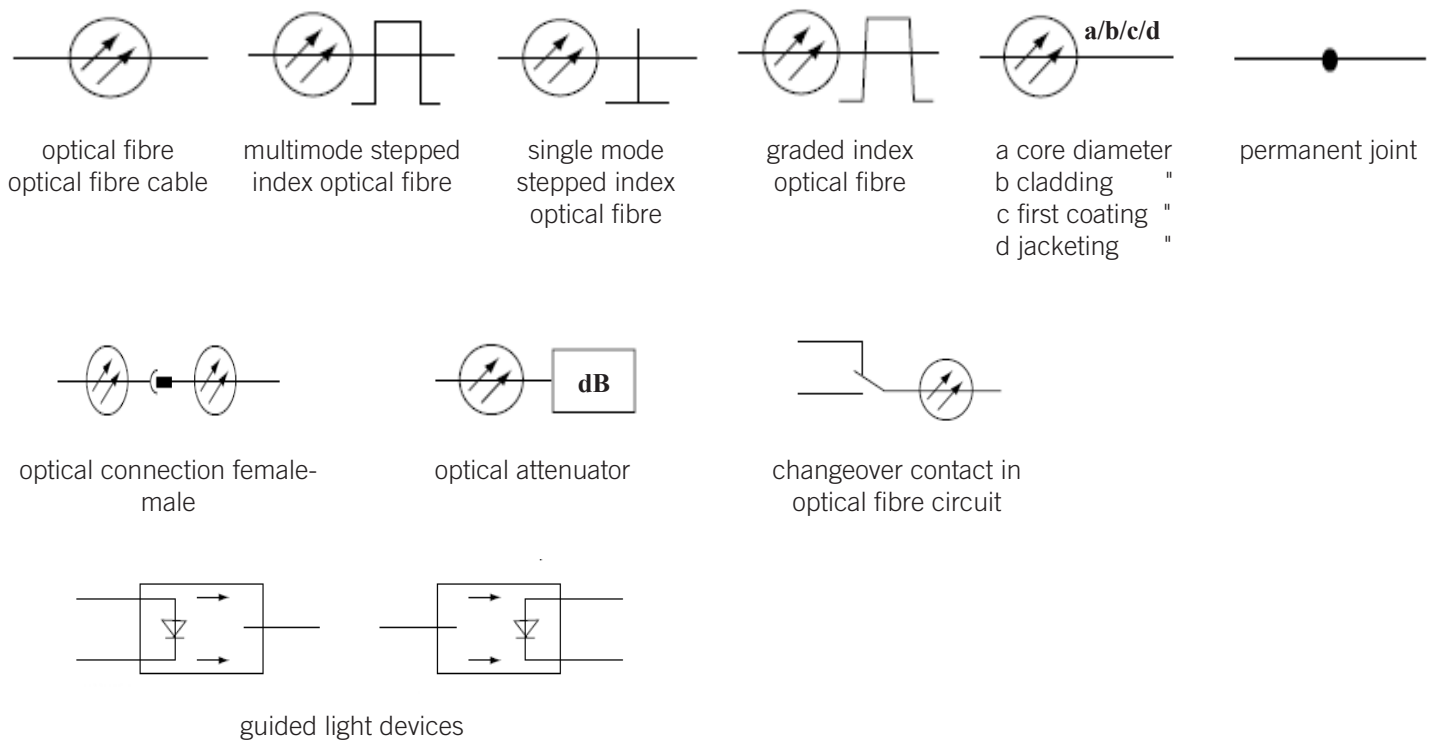 a/b/c/d
optical fibre
optical fibre cable
multimode stepped
index optical fibre
single mode
stepped index
optical fibre
graded index
optical fibre
a core diameter
b cladding "
c first coating "
d jacketing "
permanent joint
dB
optical connection female-
male
optical attenuator
changeover contact in
optical fibre circuit
guided light devices